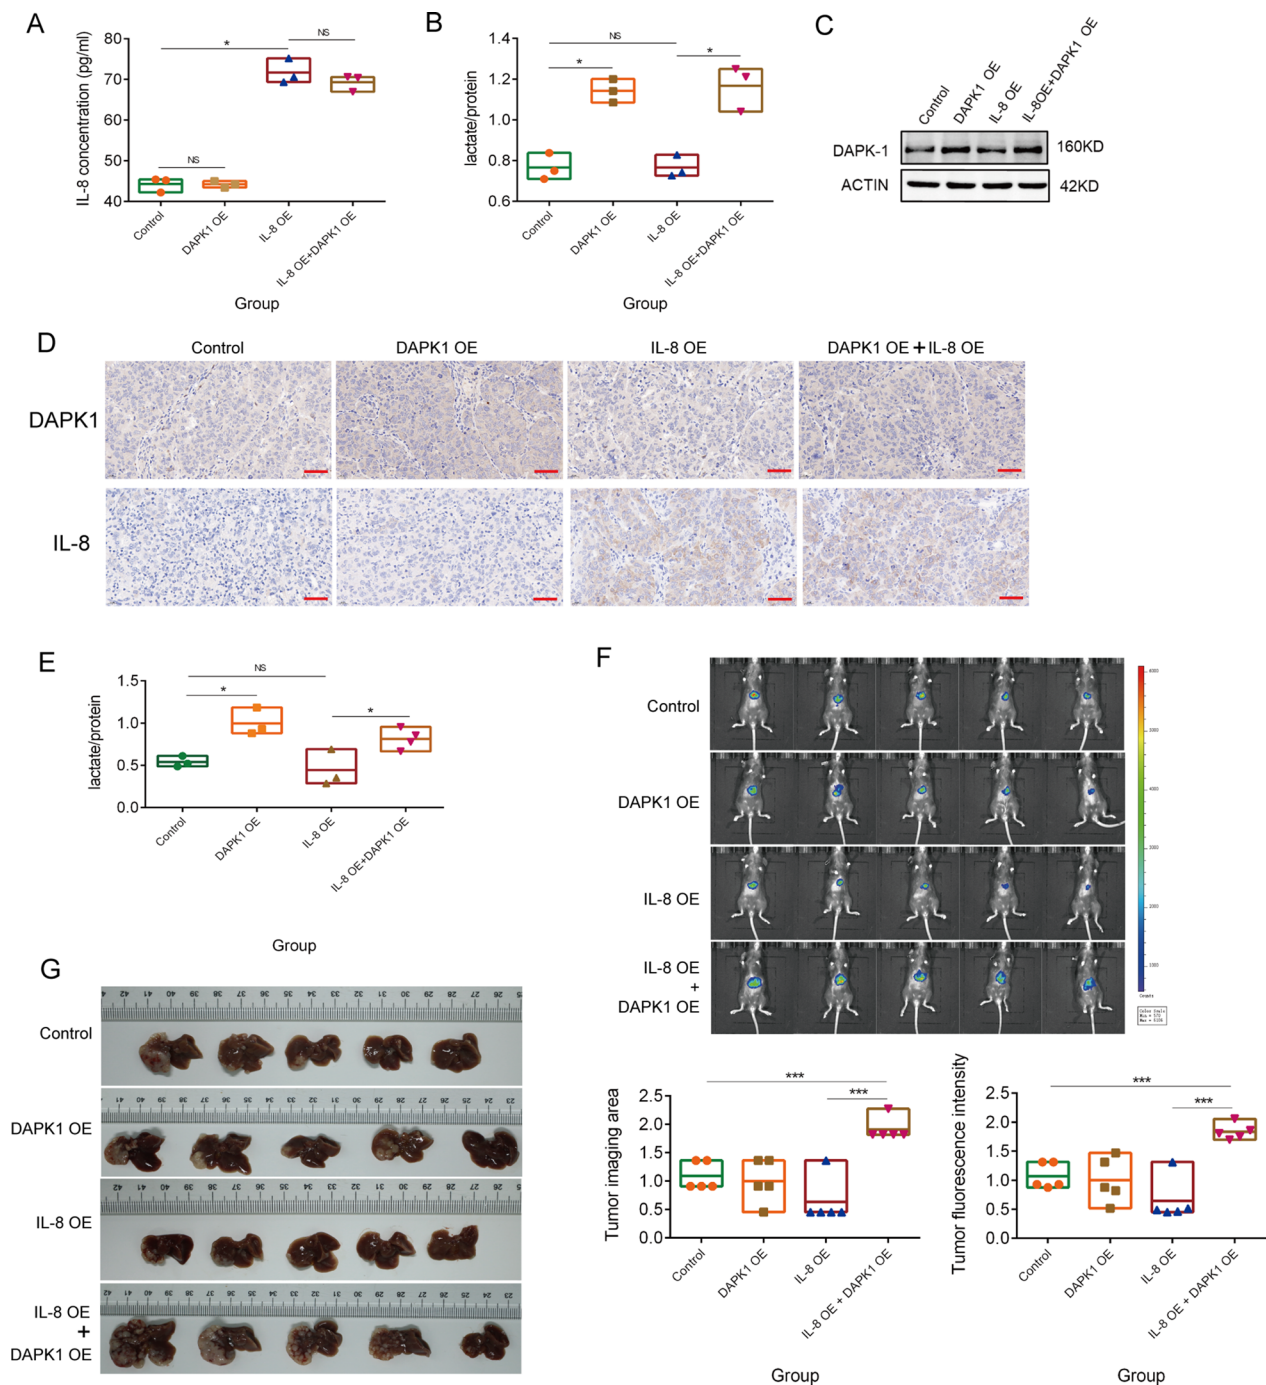 A
IL-8 concentration (pg/ml)
80
70
60
50
40
*
NS
NS
Control
DAPK1 OE
IL-8 OE
IL-8 OE+DAPK1 OE
Group
B
lactate/protein
1.4
1.2
1.0
0.8
0.6
NS
*
*
Control
DAPK1 OE
IL-8 OE
IL-8 OE+DAPK1 OE
Group
C
Control
DAPK1 OE
IL-8 OE
IL-8OE+DAPK1 OE
DAPK-1
160KD
ACTIN
42KD
D
Control
DAPK1 OE
IL-8 OE
DAPK1 OE+IL-8 OE
DAPK1
IL-8
E
lactate/protein
1.5
1.0
0.5
0.0
NS
*
*
Control
DAPK1 OE
IL-8 OE
IL-8 OE+DAPK1 OE
Group
F
Control
DAPK1 OE
IL-8 OE
IL-8 OE
+
DAPK1 OE
Tumor imaging area
2.5
2.0
1.5
1.0
0.5
0.0
***
***
Control
DAPK1 OE
IL-8 OE
IL-8 OE + DAPK1 OE
Group
Tumor fluorescence intensity
2.5
2.0
1.5
1.0
0.5
0.0
***
***
Control
DAPK1 OE
IL-8 OE
IL-8 OE + DAPK1 OE
Group
G
Control
DAPK1 OE
IL-8 OE
IL-8 OE
+
DAPK1 OE